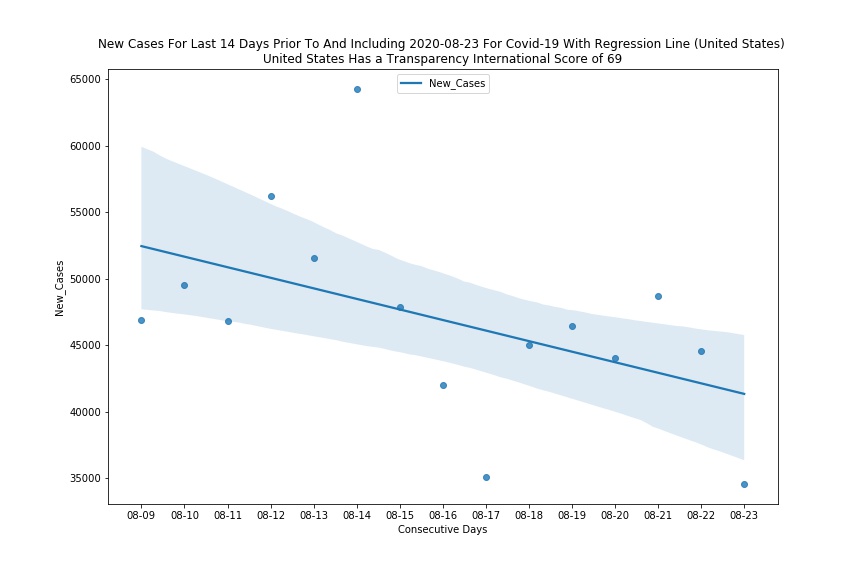 New Cases For Last 14 Days Prior To And Including 2020-08-23 For Covid-19 With Regression Line (United States)
United States Has a Transparency International Score of 69
New_Cases
65000
60000
55000
50000
45000
40000
35000
New_Cases
08-09 08-10 08-11 08-12 08-13 08-14 08-15 08-16 08-17 08-18 08-19 08-20 08-21 08-22 08-23
Consecutive Days